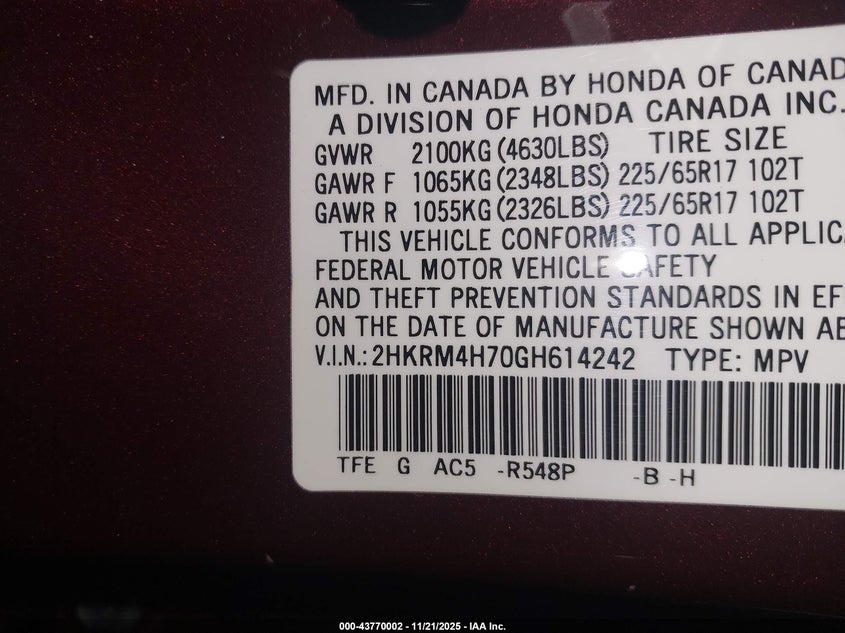 MFD. IN CANADA BY HONDA OF CANAD
A DIVISION OF HONDA CANADA INC.
GVWR 2100KG (4630LBS) TIRE SIZE
GAWR F 1065KG (2348LBS) 225/65R17 102T
GAWR R 1055KG (2326LBS) 225/65R17 102T
THIS VEHICLE CONFORMS TO ALL APPLIC
FEDERAL MOTOR VEHICLE SAFETY
AND THEFT PREVENTION STANDARDS IN EF
ON THE DATE OF MANUFACTURE SHOWN AB
V.I.N.: 2HKRM4H70GH614242 TYPE: MPV
TFE G AC5 -R548P -B -H
000-43770002 - 11/21/2025 - IAA Inc.